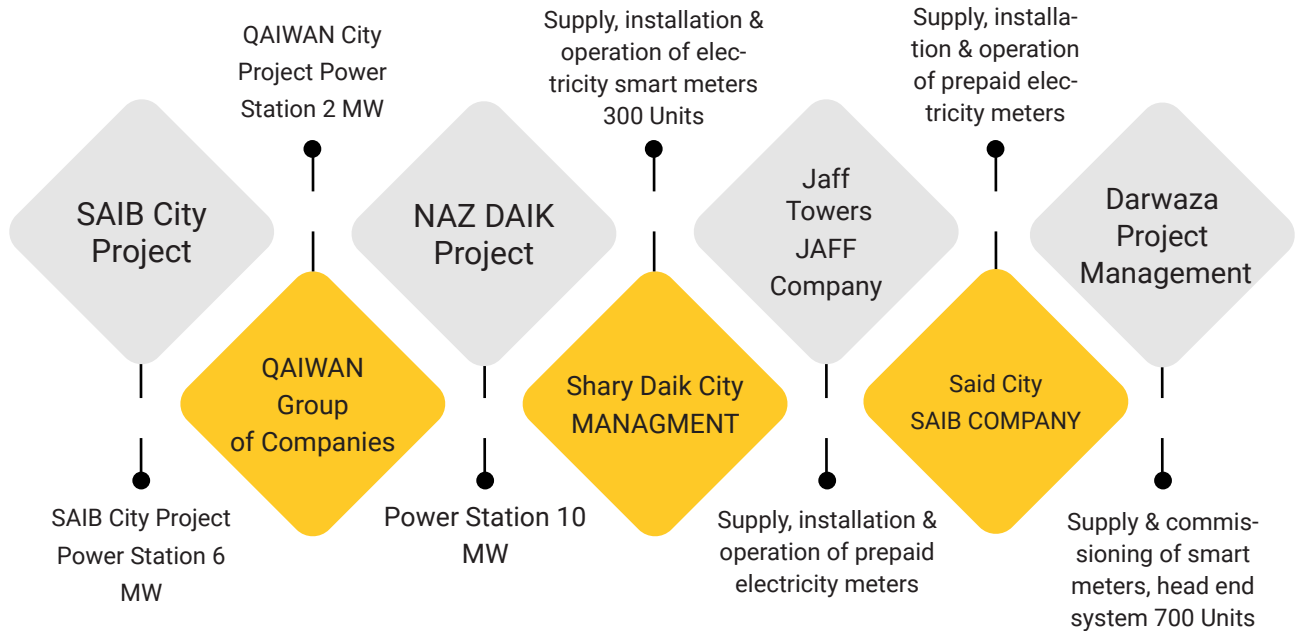 QAIWAN City
Project Power
Station 2 MW
Supply, installation &
operation of elec-
tricity smart meters
300 Units
Supply, installa-
tion & operation
of prepaid elec-
tricity meters
SAIB City
Project
NAZ DAIK
Project
Jaff
Towers
JAFF
Company
Darwaza
Project
Management
QAIWAN
Group
of Companies
Shary Daik City
MANAGMENT
Said City
SAIB COMPANY
SAIB City Project
Power Station 6
MW
Power Station 10
MW
Supply, installation &
operation of prepaid
electricity meters
Supply & commis-
sioning of smart
meters, head end
system 700 Units